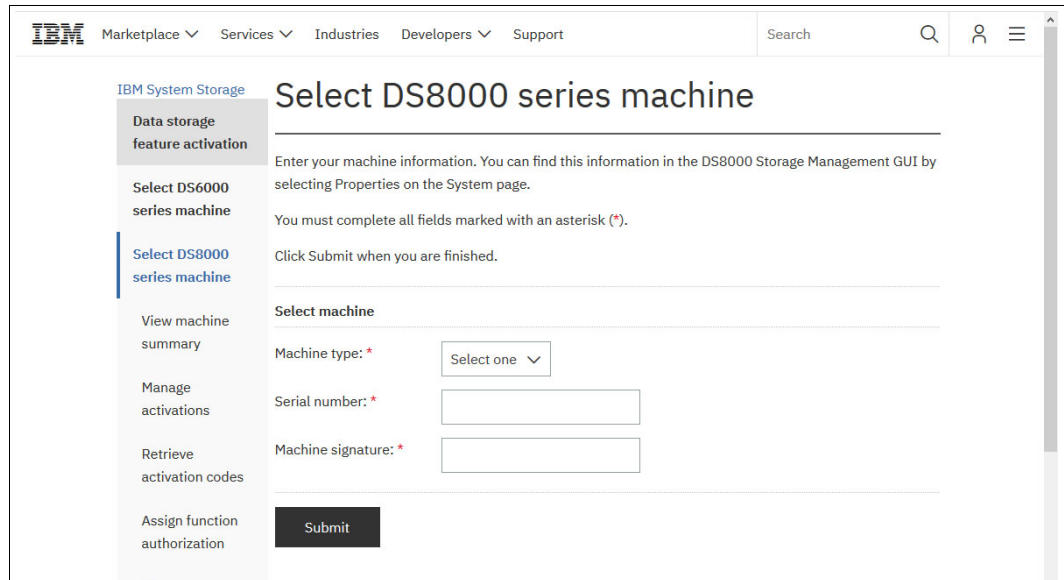 IBM Marketplace Services Industries Developers Support Search
IBM System Storage
Data storage
feature activation
Select DS6000
series machine
Select DS8000
series machine
View machine
summary
Manage
activations
Retrieve
activation codes
Assign function
authorization
Select DS8000 series machine
Enter your machine information. You can find this information in the DS8000 Storage Management GUI by
selecting Properties on the System page.
You must complete all fields marked with an asterisk (*).
Click Submit when you are finished.
Select machine
Machine type: * Select one
Serial number: *
Machine signature: *
Submit